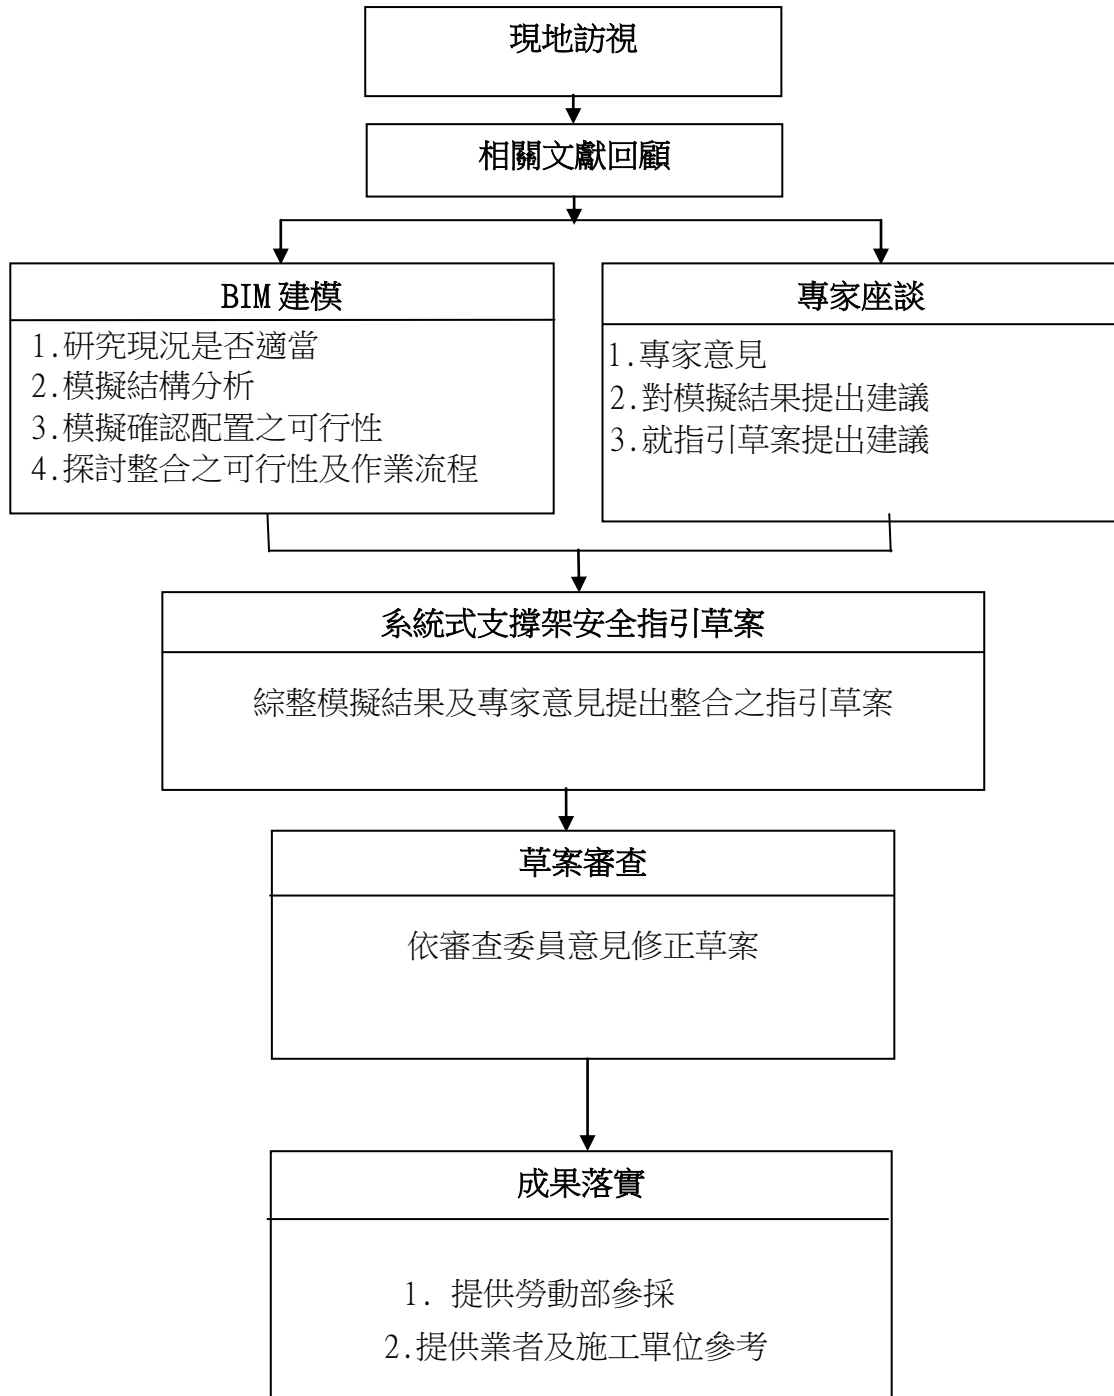 現地訪視
相關文獻回顧
BIM 建模
1.研究現況是否適當
2.模擬結構分析
3.模擬確認配置之可行性
4.探討整合之可行性及作業流程
專家座談
1.專家意見
2.對模擬結果提出建議
3.就指引草案提出建議
系統式支撐架安全指引草案
綜整模擬結果及專家意見提出整合之指引草案
草案審查
依審查委員意見修正草案
成果落實
1. 提供勞動部參採
2.提供業者及施工單位參考